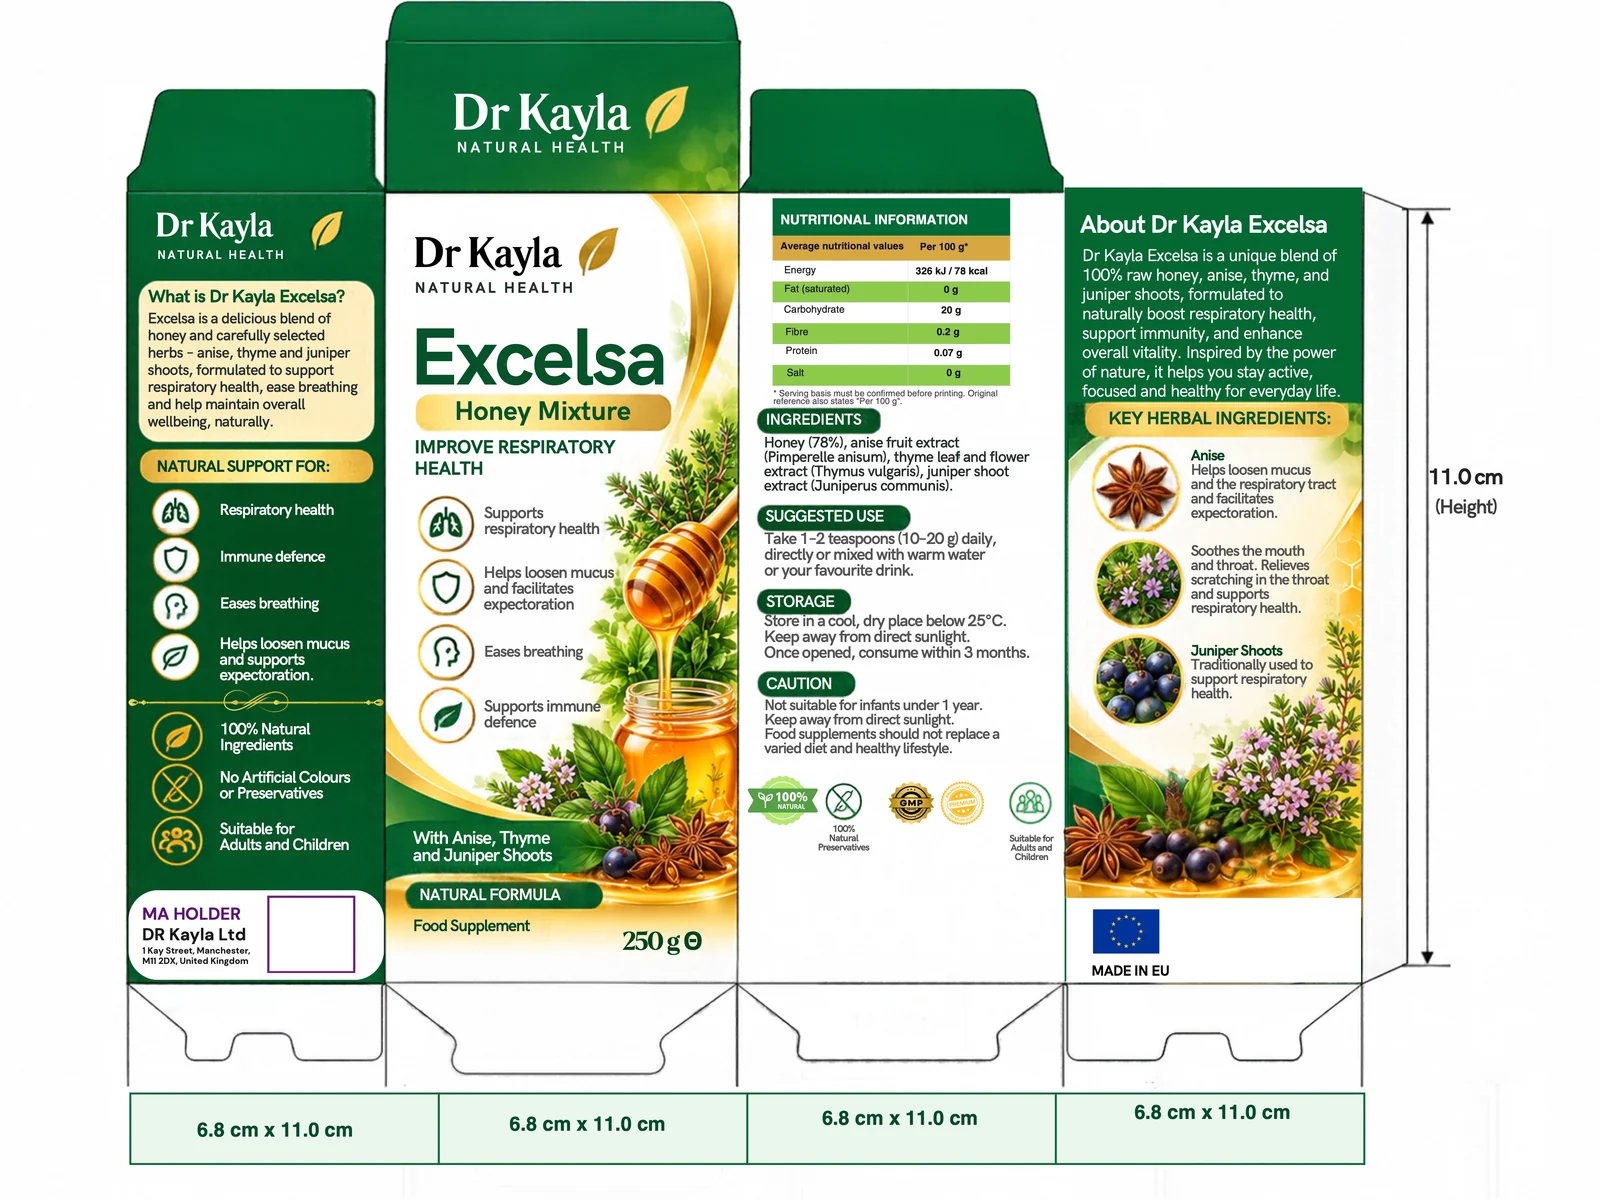 Dr Kayla
NATURAL HEALTH
Dr Kayla
NATURAL HEALTH
What is Dr Kayla Excelsa?
Excelsa is a delicious blend of
honey and carefully selected
herbs – anise, thyme and juniper
shoots, formulated to support
respiratory health, ease breathing
and help maintain overall
wellbeing, naturally.
NATURAL SUPPORT FOR:
Respiratory health
Immune defence
Eases breathing
Helps loosen mucus
and supports
expectoration.
100% Natural
Ingredients
No Artificial Colours
or Preservatives
Suitable for
Adults and Children
MA HOLDER
DR Kayla Ltd
1 Kay Street, Manchester,
M11 2DX, United Kingdom
Dr Kayla
NATURAL HEALTH
Excelsa
Honey Mixture
IMPROVE RESPIRATORY
HEALTH
Supports
respiratory health
Helps loosen mucus
and facilitates
expectoration
Eases breathing
Supports immune
defence
With Anise, Thyme
and Juniper Shoots
NATURAL FORMULA
Food Supplement
250 g
NUTRITIONAL INFORMATION
Average nutritional values Per 100 g*
Energy 326 kJ / 78 kcal
Fat (saturated) 0 g
Carbohydrate 20 g
Fibre 0.2 g
Protein 0.07 g
Salt 0 g
* Serving basis must be confirmed before printing. Original
reference also states "Per 100 g".
INGREDIENTS
Honey (78%), anise fruit extract
(Pimperelle anisum), thyme leaf and flower
extract (Thymus vulgaris), juniper shoot
extract (Juniperus communis).
SUGGESTED USE
Take 1–2 teaspoons (10–20 g) daily,
directly or mixed with warm water
or your favourite drink.
STORAGE
Store in a cool, dry place below 25°C.
Keep away from direct sunlight.
Once opened, consume within 3 months.
CAUTION
Not suitable for infants under 1 year.
Keep away from direct sunlight.
Food supplements should not replace a
varied diet and healthy lifestyle.
100%
NATURAL
100%
Natural
Preservatives
GMP
PREMIUM
Suitable for
Adults and
Children
About Dr Kayla Excelsa
Dr Kayla Excelsa is a unique blend of
100% raw honey, anise, thyme, and
juniper shoots, formulated to
naturally boost respiratory health,
support immunity, and enhance
overall vitality. Inspired by the power
of nature, it helps you stay active,
focused and healthy for everyday life.
KEY HERBAL INGREDIENTS:
Anise
Helps loosen mucus
and the respiratory tract
and facilitates
expectoration.
Soothes the mouth
and throat. Relieves
scratching in the throat
and supports
respiratory health.
Juniper Shoots
Traditionally used to
support respiratory
health.
MADE IN EU
11.0 cm
(Height)
6.8 cm x 11.0 cm
6.8 cm x 11.0 cm
6.8 cm x 11.0 cm
6.8 cm x 11.0 cm